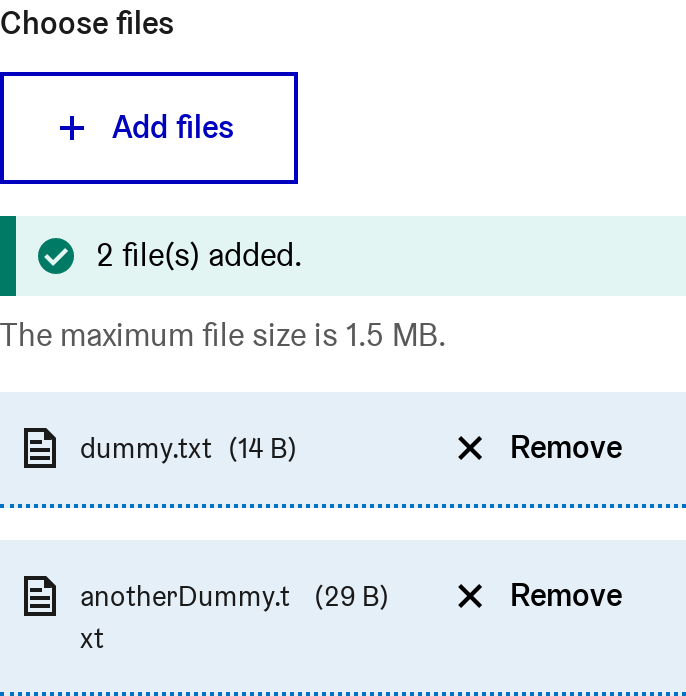 Choose files
Add files
2 file(s) added.
The maximum file size is 1.5 MB.
dummy.txt (14 B) Remove
anotherDummy.t (29 B) Remove
xt